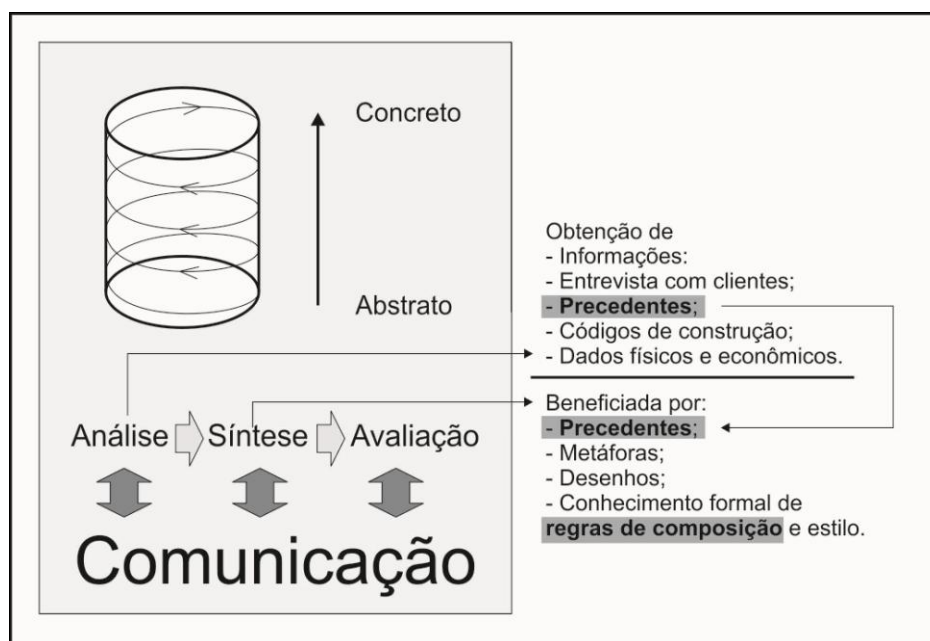 Concreto
Abstrato
Análise Síntese Avaliação
Comunicação
Obtenção de
- Informações:
- Entrevista com clientes;
- Precedentes;
- Códigos de construção;
- Dados físicos e econômicos.
Beneficiada por:
- Precedentes;
- Metáforas;
- Desenhos;
- Conhecimento formal de
regras de composição e estilo.